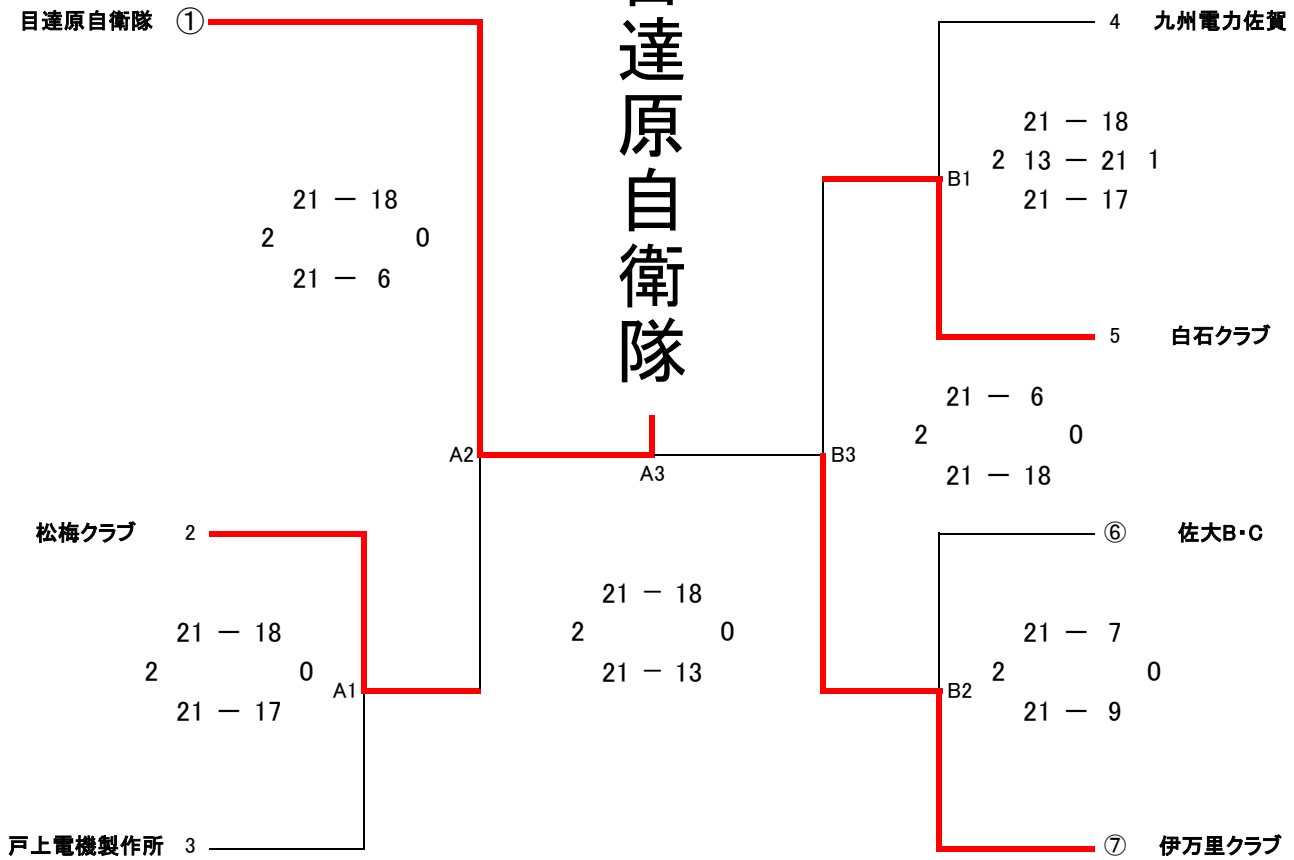 目達原自衛隊 ①
達原自衛隊
4 九州電力佐賀
21 − 18
2 13 − 21 1
21 − 17
B1
21 − 18
2 0
21 − 6
5 白石クラブ
21 − 6
2 0
21 − 18
A2
A3
B3
松梅クラブ 2
⑥ 佐大B・C
21 − 18
2 0
21 − 13
21 − 18
2 0
21 − 17
A1
21 − 7
2 0
21 − 9
B2
戸上電機製作所 3
⑦ 伊万里クラブ